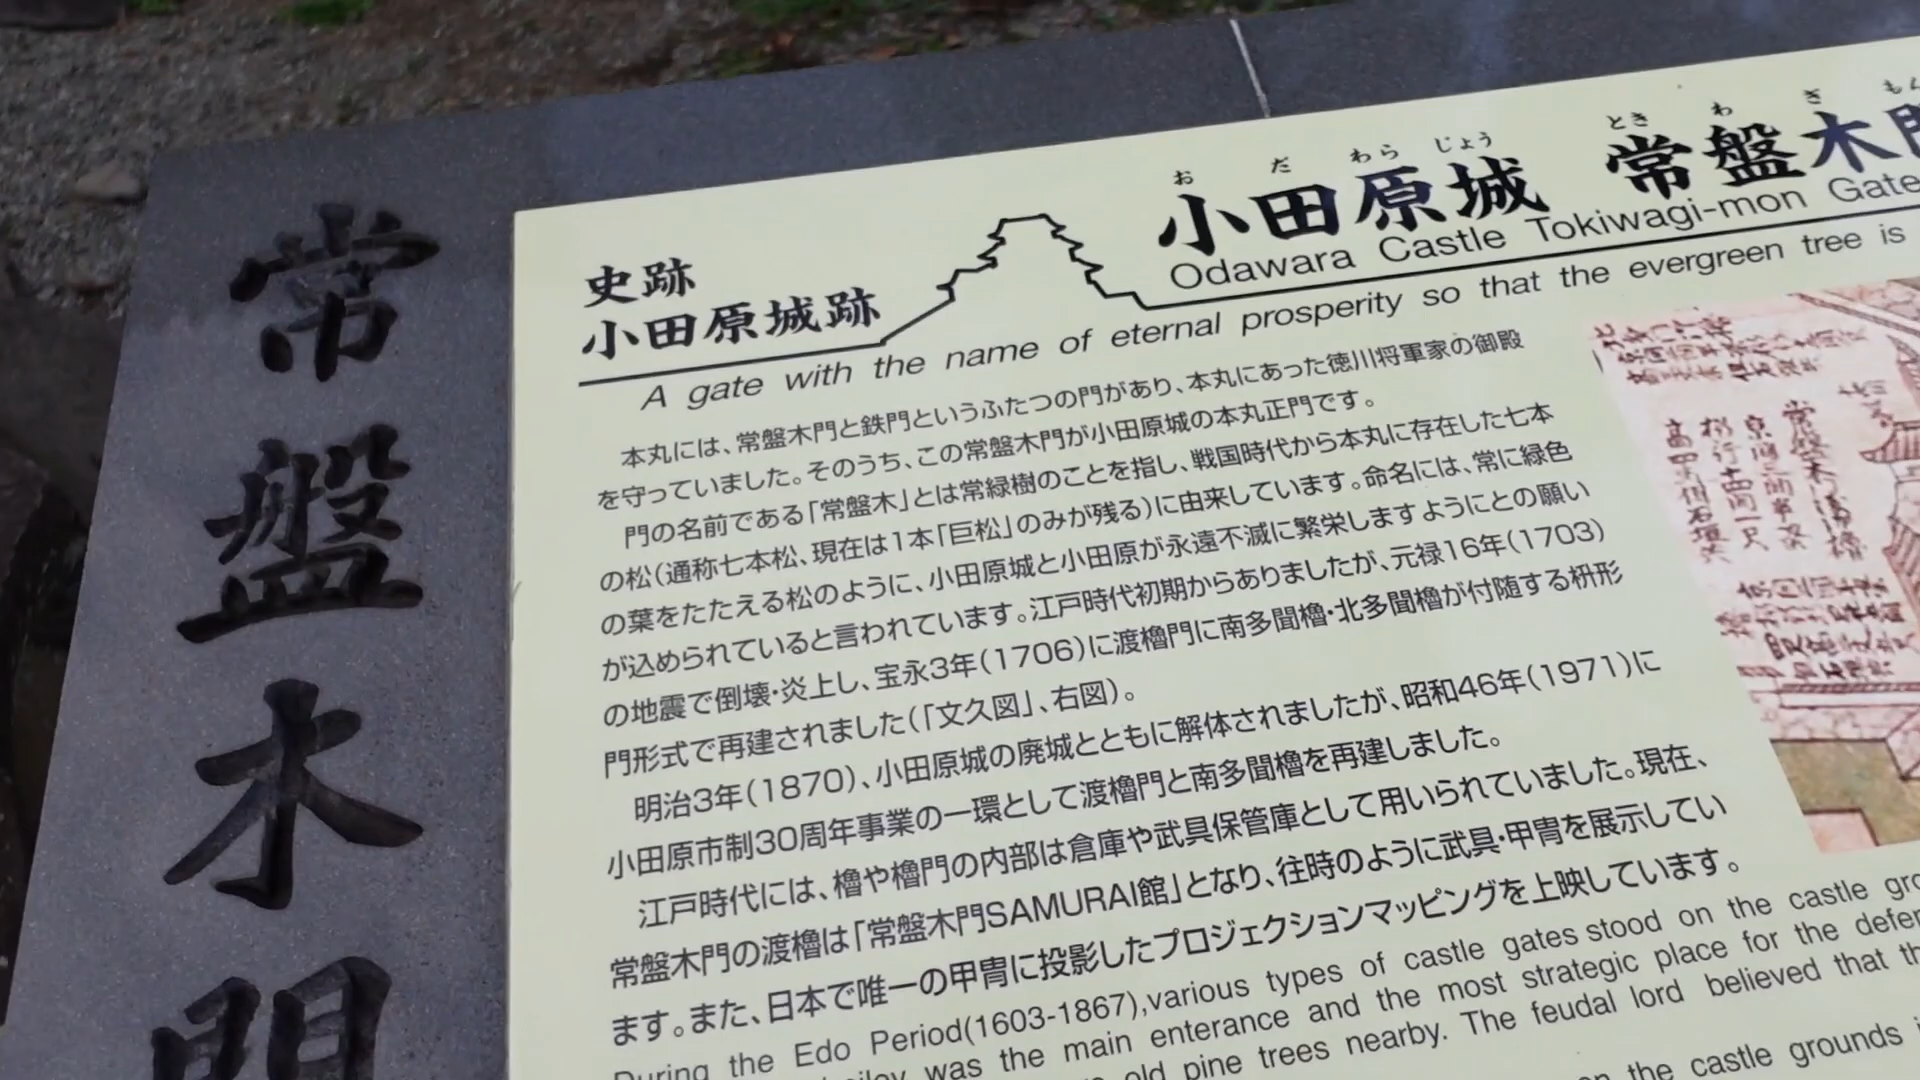 常盤木門
史跡
小田原城跡
お だ わら じょう とき わ ぎ もん
小田原城 常盤木門
Odawara Castle Tokiwagi-mon Gate
A gate with the name of eternal prosperity so that the evergreen tree is
本丸には、常盤木門と鉄門というふたつの門があり、本丸にあった徳川将軍家の御殿
を守っていました。そのうち、この常盤木門が小田原城の本丸正門です。
門の名前である「常盤木」とは常緑樹のことを指し、戦国時代から本丸に存在した七本
の松(通称七本松、現在は1本「巨松」のみが残る)に由来しています。命名には、常に緑色
の葉をたたえる松のように、小田原城と小田原が永遠不滅に繁栄しますようにとの願い
が込められていると言われています。江戸時代初期からありましたが、元禄16年(1703)
の地震で倒壊・炎上し、宝永3年(1706)に渡櫓門に南多聞櫓・北多聞櫓が付随する枡形
門形式で再建されました(「文久図」、右図)。
明治3年(1870)、小田原城の廃城とともに解体されましたが、昭和46年(1971)に
小田原市制30周年事業の一環として渡櫓門と南多聞櫓を再建しました。
江戸時代には、櫓や櫓門の内部は倉庫や武具保管庫として用いられていました。現在、
常盤木門の渡櫓は「常盤木門SAMURAI館」となり、往時のように武具・甲冑を展示してい
ます。また、日本で唯一の甲冑に投影したプロジェクションマッピングを上映しています。
During the Edo Period(1603-1867),various types of castle gates stood on the castle
was the main enterance and the most strategic place for the
old pine trees nearby. The feudal lord believed that
the castle grounds